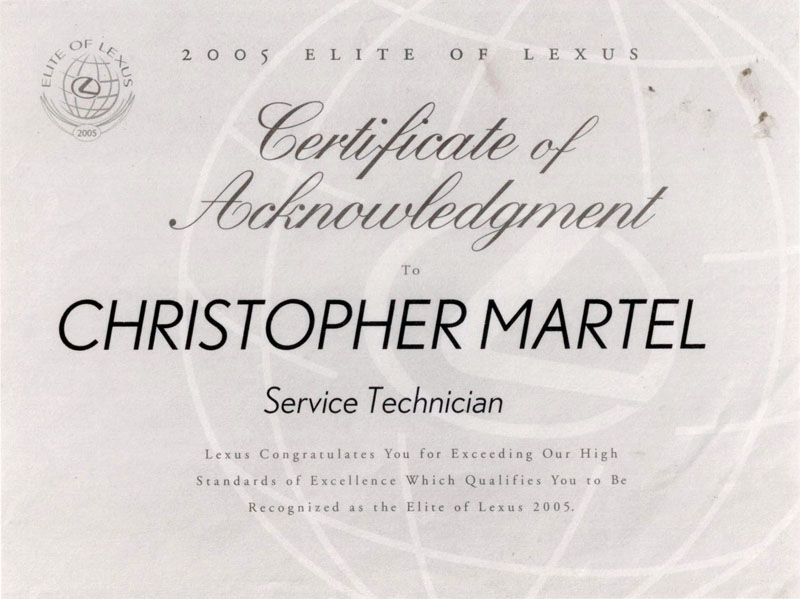 ELITE OF LEXUS
2005
2005 ELITE OF LEXUS
Certificate of
Acknowledgment
To
CHRISTOPHER MARTEL
Service Technician
Lexus Congratulates You for Exceeding Our High
Standards of Excellence Which Qualifies You to Be
Recognized as the Elite of Lexus 2005.